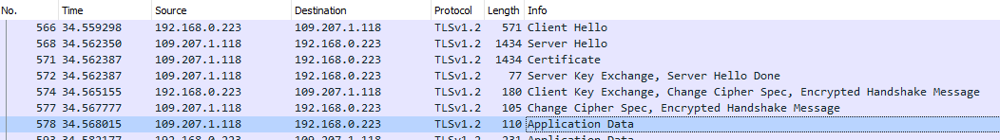 No. Time Source Destination Protocol Length Info
566 34.559298 192.168.0.223 109.207.1.118 TLSv1.2 571 Client Hello
568 34.562350 109.207.1.118 192.168.0.223 TLSv1.2 1434 Server Hello
571 34.562387 109.207.1.118 192.168.0.223 TLSv1.2 1434 Certificate
572 34.562387 109.207.1.118 192.168.0.223 TLSv1.2 77 Server Key Exchange, Server Hello Done
574 34.565155 192.168.0.223 109.207.1.118 TLSv1.2 180 Client Key Exchange, Change Cipher Spec, Encrypted Handshake Message
577 34.567777 109.207.1.118 192.168.0.223 TLSv1.2 105 Change Cipher Spec, Encrypted Handshake Message
578 34.568015 109.207.1.118 192.168.0.223 TLSv1.2 110 Application Data
593 34.582177 192.168.0.223 109.207.1.118 TLSv1.2 231 Application Data